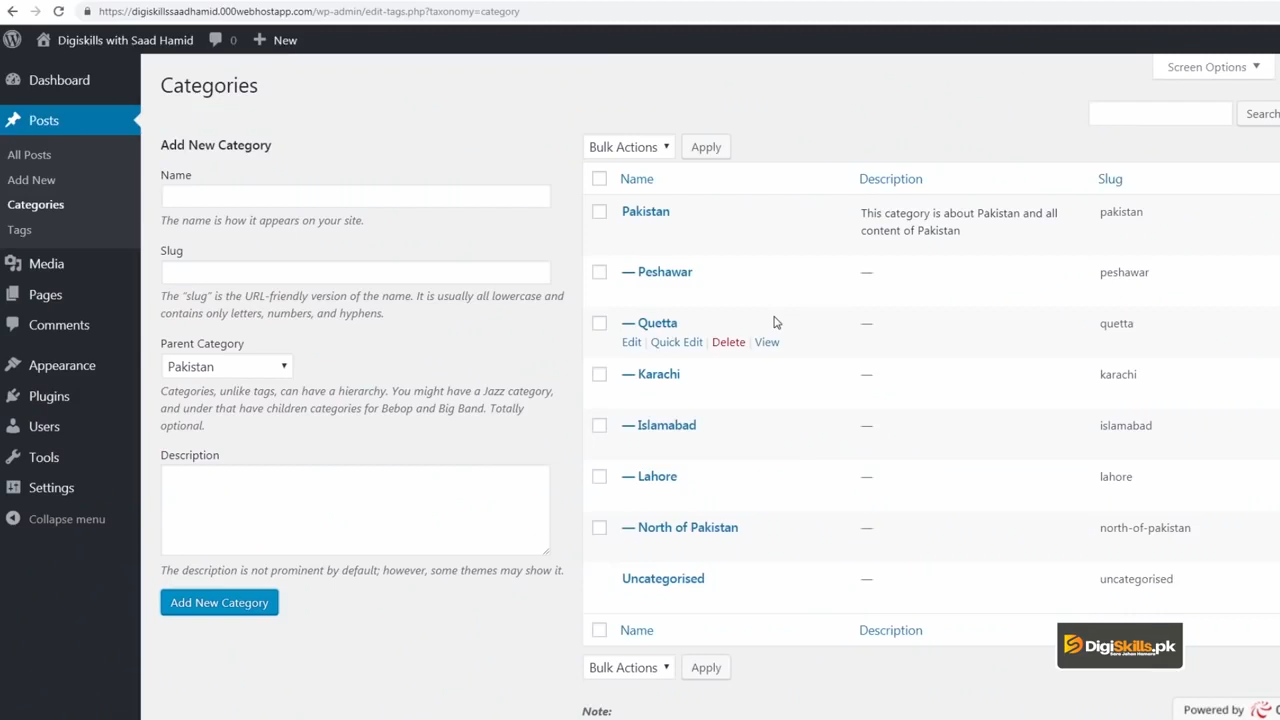 https://digiskillssaadhamid.000webhostapp.com/wp-admin/edit-tags.php?taxonomy=category
Digiskills with Saad Hamid 0 + New
Dashboard
Posts
All Posts
Add New
Categories
Tags
Media
Pages
Comments
Appearance
Plugins
Users
Tools
Settings
Collapse menu
Categories
Screen Options
Search
Add New Category
Name
The name is how it appears on your site.
Slug
The "slug" is the URL-friendly version of the name. It is usually all lowercase and
contains only letters, numbers, and hyphens.
Parent Category
Pakistan
Categories, unlike tags, can have a hierarchy. You might have a Jazz category,
and under that have children categories for Bebop and Big Band. Totally
optional.
Description
The description is not prominent by default; however, some themes may show it.
Add New Category
Bulk Actions Apply
Name Description Slug
Pakistan This category is about Pakistan and all pakistan
content of Pakistan
— Peshawar — peshawar
— Quetta — quetta
Edit | Quick Edit | Delete | View
— Karachi — karachi
— Islamabad — islamabad
— Lahore — lahore
— North of Pakistan — north-of-pakistan
Uncategorised — uncategorised
Name Description
DigiSkills.pk
Bulk Actions Apply
Note:
Powered by